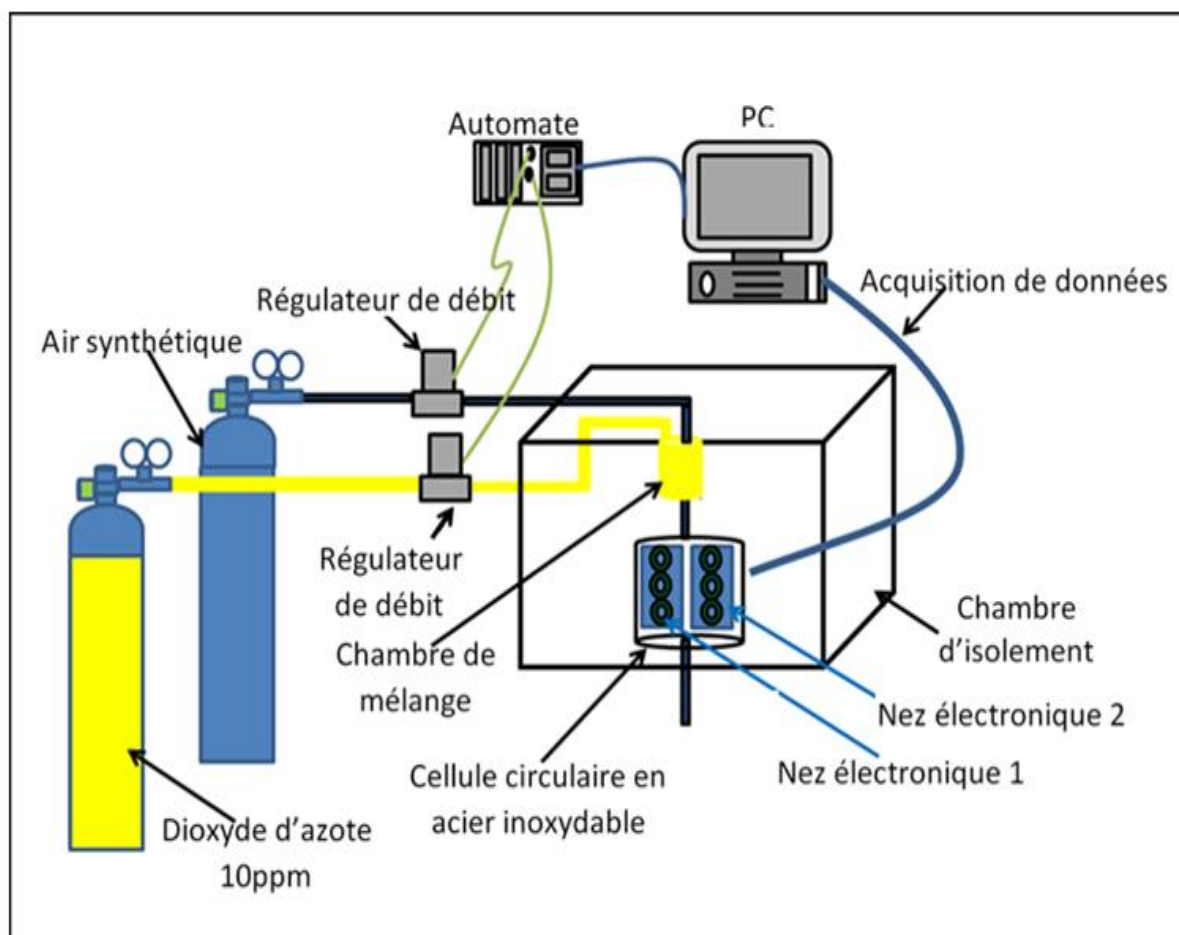 Automate
PC
Acquisition de données
Régulateur de débit
Air synthétique
Régulateur
de débit
Chambre de
mélange
Chambre
d'isolement
Nez électronique 2
Nez électronique 1
Cellule circulaire en
acier inoxydable
Dioxyde d'azote
10ppm